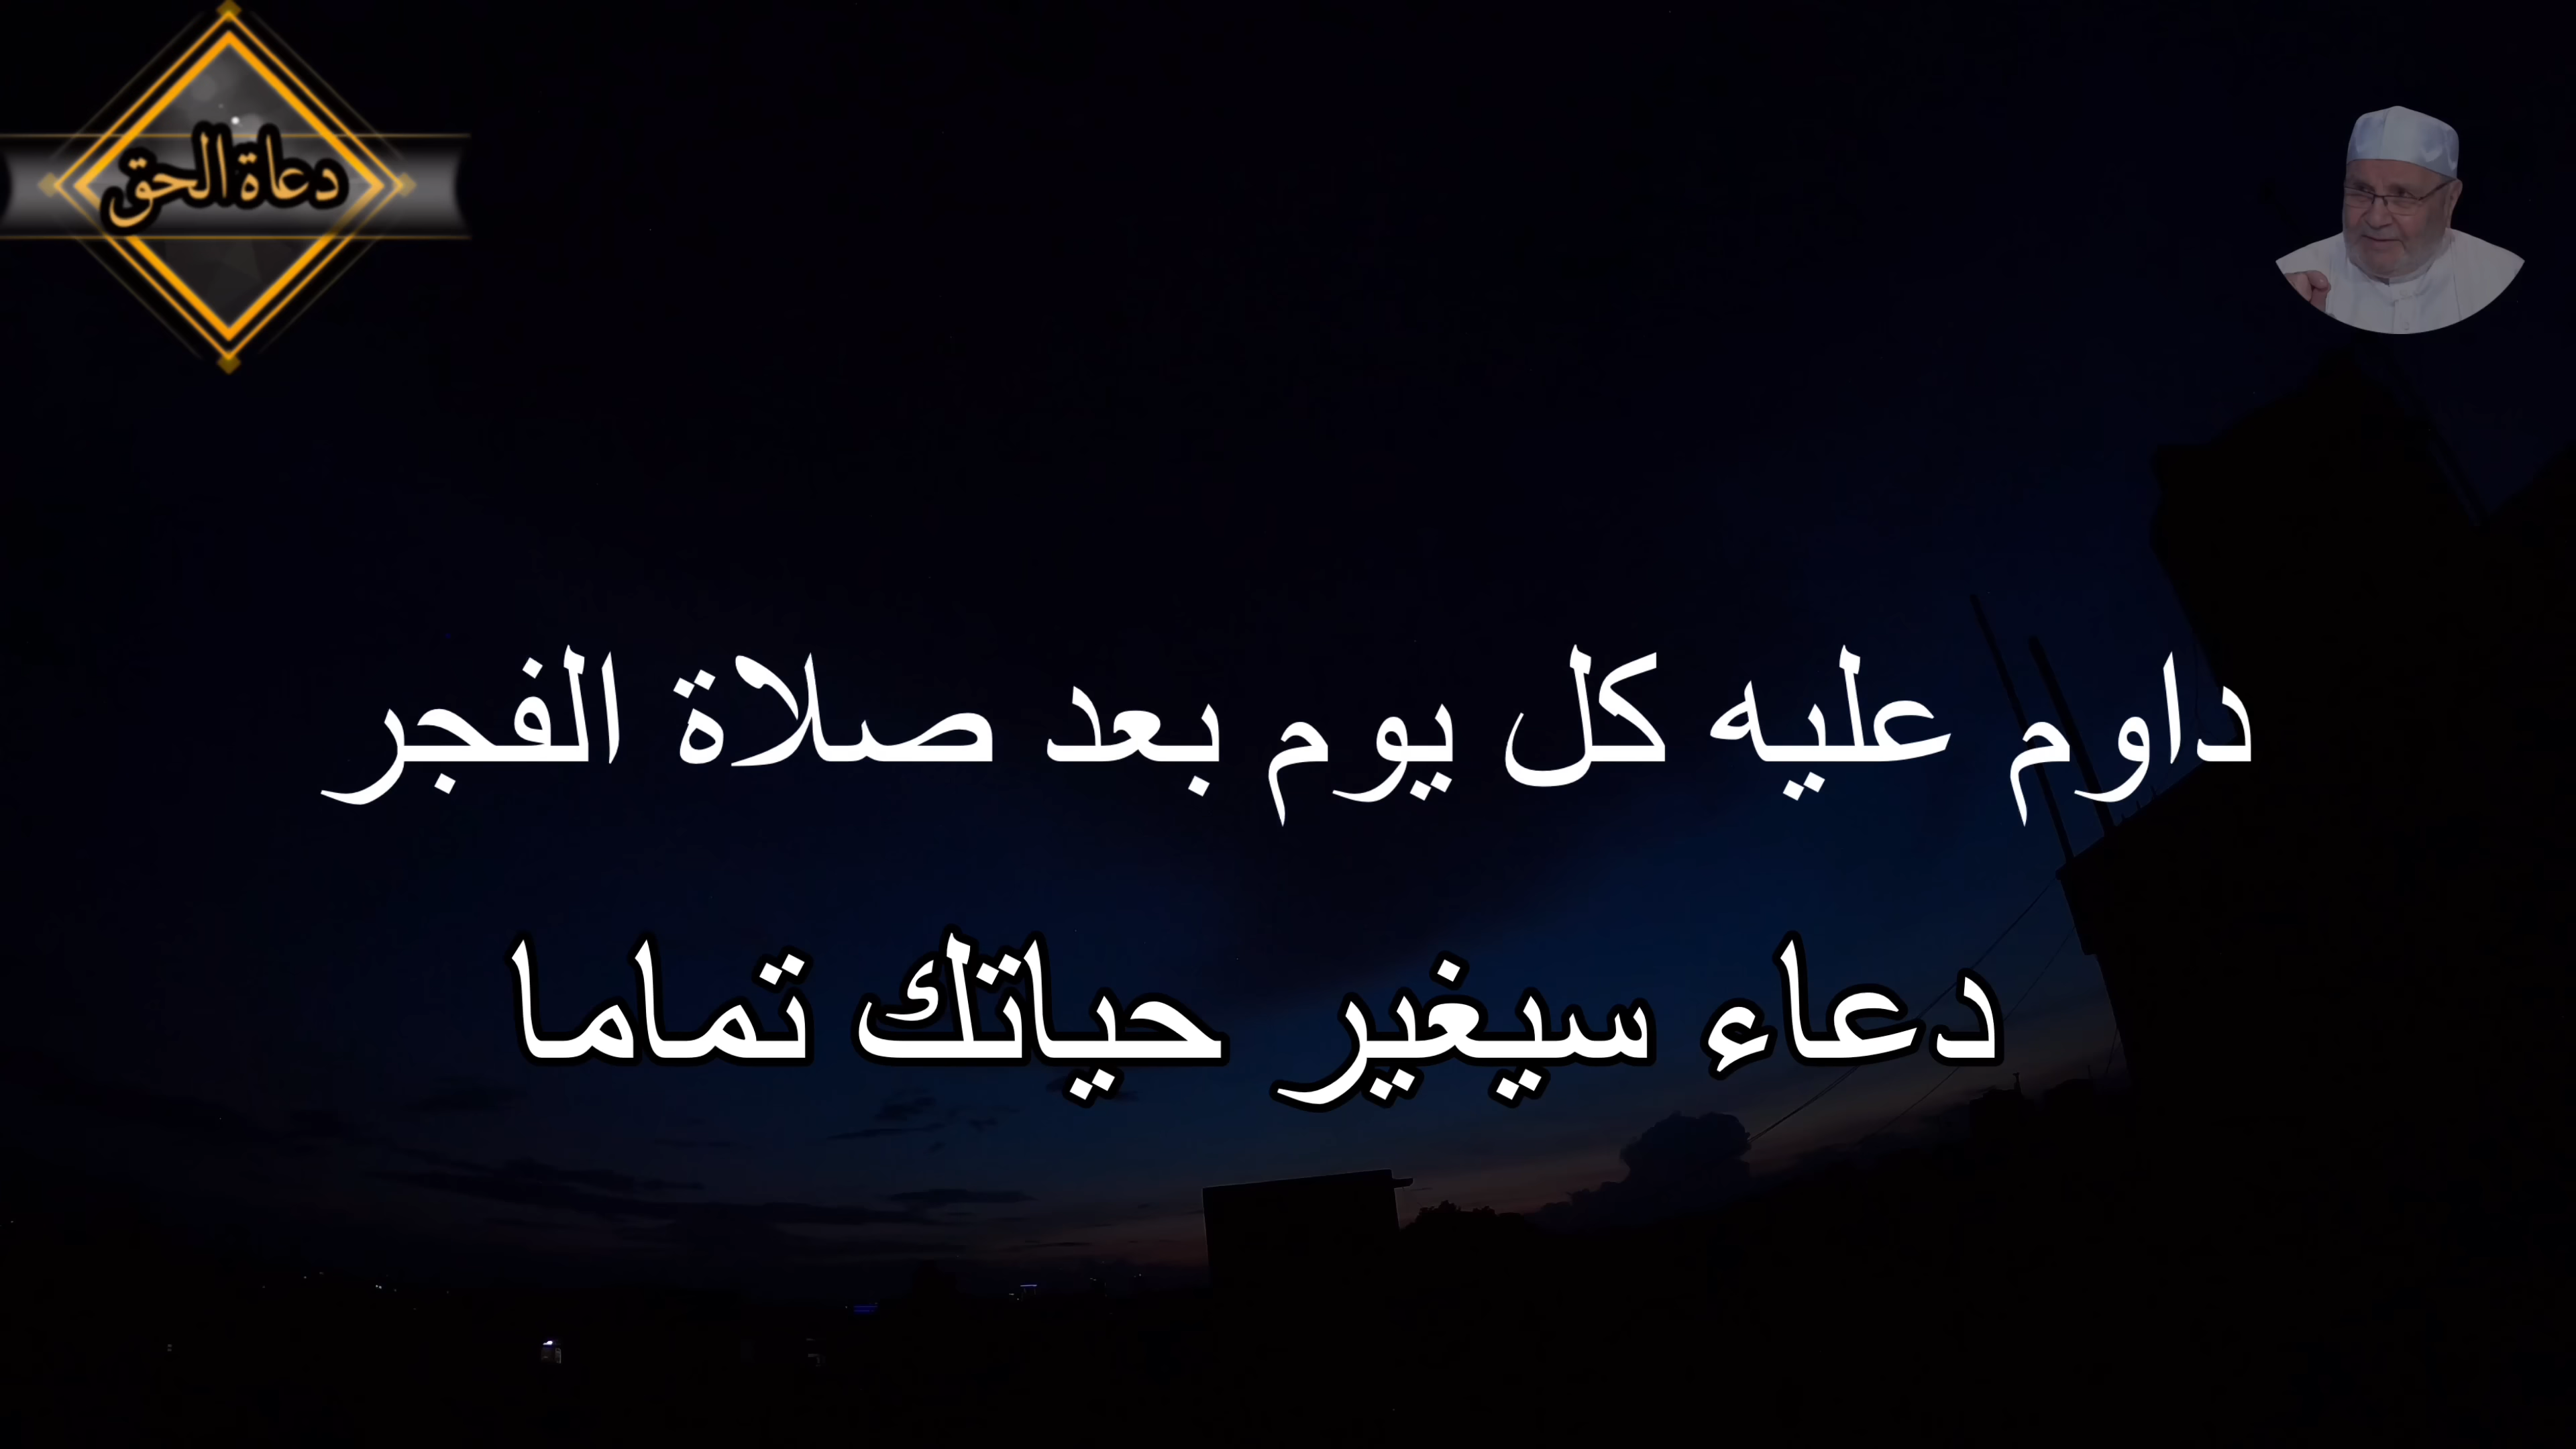 دعاة الحق
داوم عليه كل يوم بعد صلاة الفجر
دعاء سيغير حياتك تماما